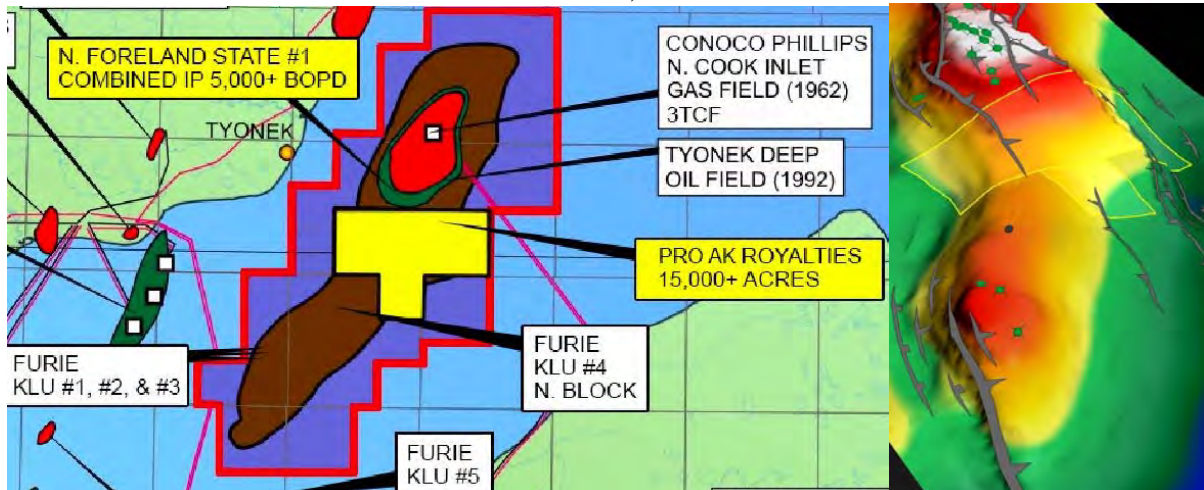 N. FORELAND STATE #1
COMBINED IP 5,000+ BOPD
CONOCO PHILLIPS
N. COOK INLET
GAS FIELD (1962)
3TCF
TYONEK
TYONEK DEEP
OIL FIELD (1992)
PRO AK ROYALTIES
15,000+ ACRES
FURIE
KLU #1, #2, & #3
FURIE
KLU #4
N. BLOCK
FURIE
KLU #5